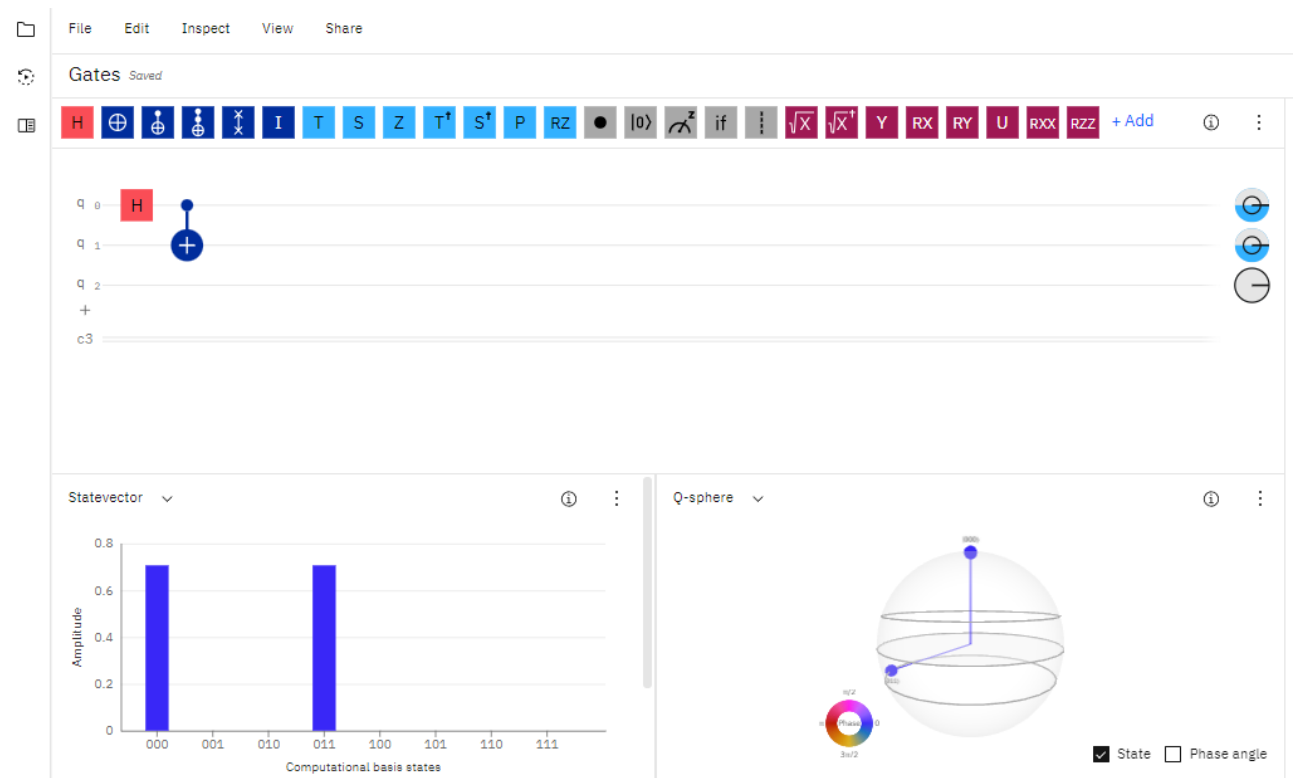 File Edit Inspect View Share
Gates Saved
H I T S Z T† S† P RZ |0⟩ z if √X √X† Y RX RY U RXX RZZ + Add
q 0 H
q 1
q 2
+
c3
Statevector
Q-sphere
0.8
0.6
0.4
0.2
0
Amplitude
000 001 010 011 100 101 110 111
Computational basis states
|000⟩
π/2
π Phase 0
3π/2
State Phase angle